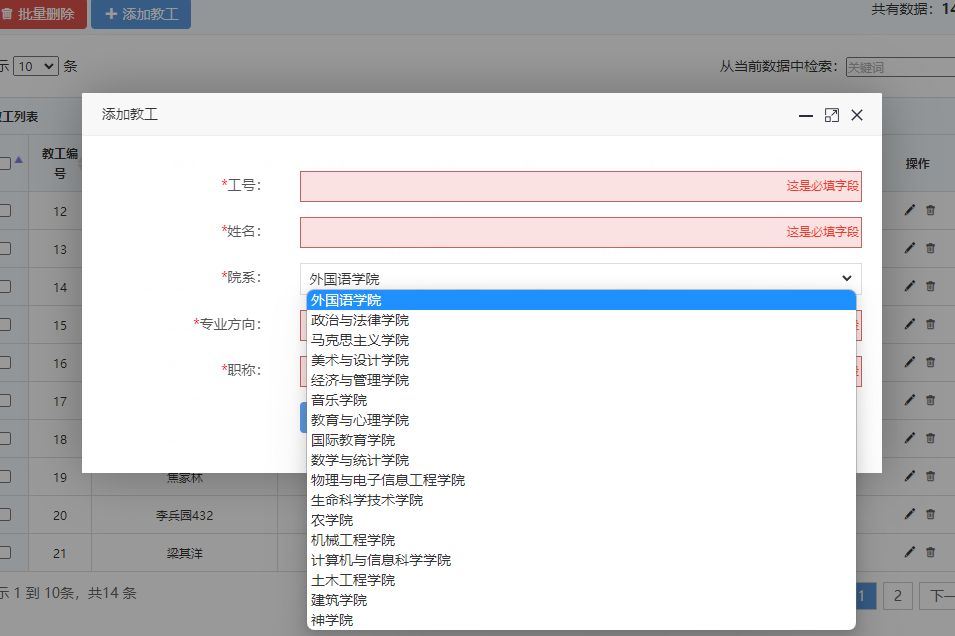 批量删除 添加教工 共有数据：14
示 10 条 从当前数据中检索： 关键词
教工列表
添加教工
教工编号 操作
*工号： 这是必填字段
*姓名： 这是必填字段
*院系： 外国语学院
外国语学院
政治与法律学院
*专业方向：
马克思主义学院
美术与设计学院
*职称：
经济与管理学院
音乐学院
教育与心理学院
国际教育学院
数学与统计学院
物理与电子信息工程学院
生命科学技术学院
农学院
机械工程学院
计算机与信息科学学院
土木工程学院
建筑学院
神学院
12
13
14
15
16
17
18
19 焦家林
20 李兵园432
21 梁其洋
示 1 到 10条，共14 条 1 2 下一